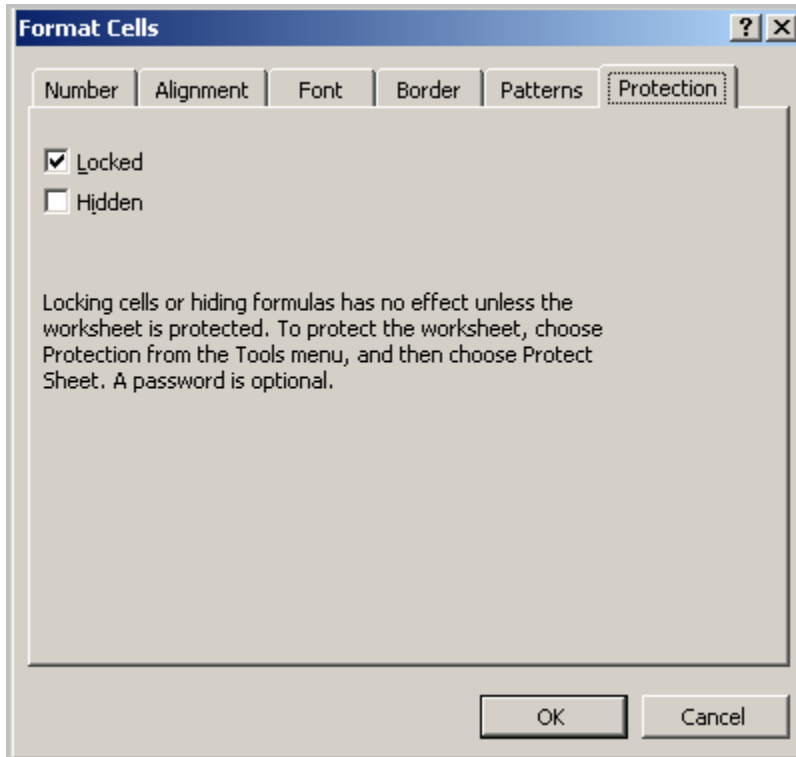 Format Cells
Number Alignment Font Border Patterns Protection
Locked
Hidden
Locking cells or hiding formulas has no effect unless the
worksheet is protected. To protect the worksheet, choose
Protection from the Tools menu, and then choose Protect
Sheet. A password is optional.
OK Cancel